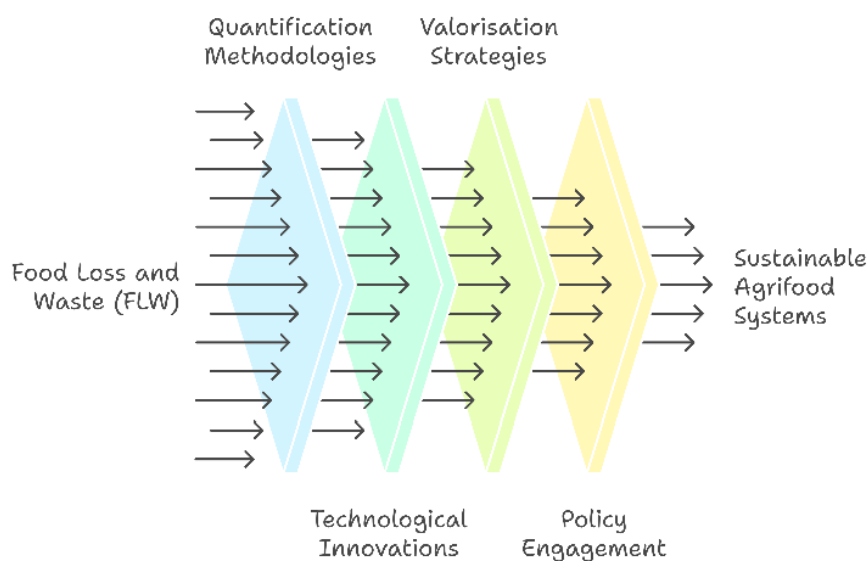 Quantification
Methodologies
Valorisation
Strategies
Food Loss and
Waste (FLW)
Sustainable
Agrifood
Systems
Technological
Innovations
Policy
Engagement